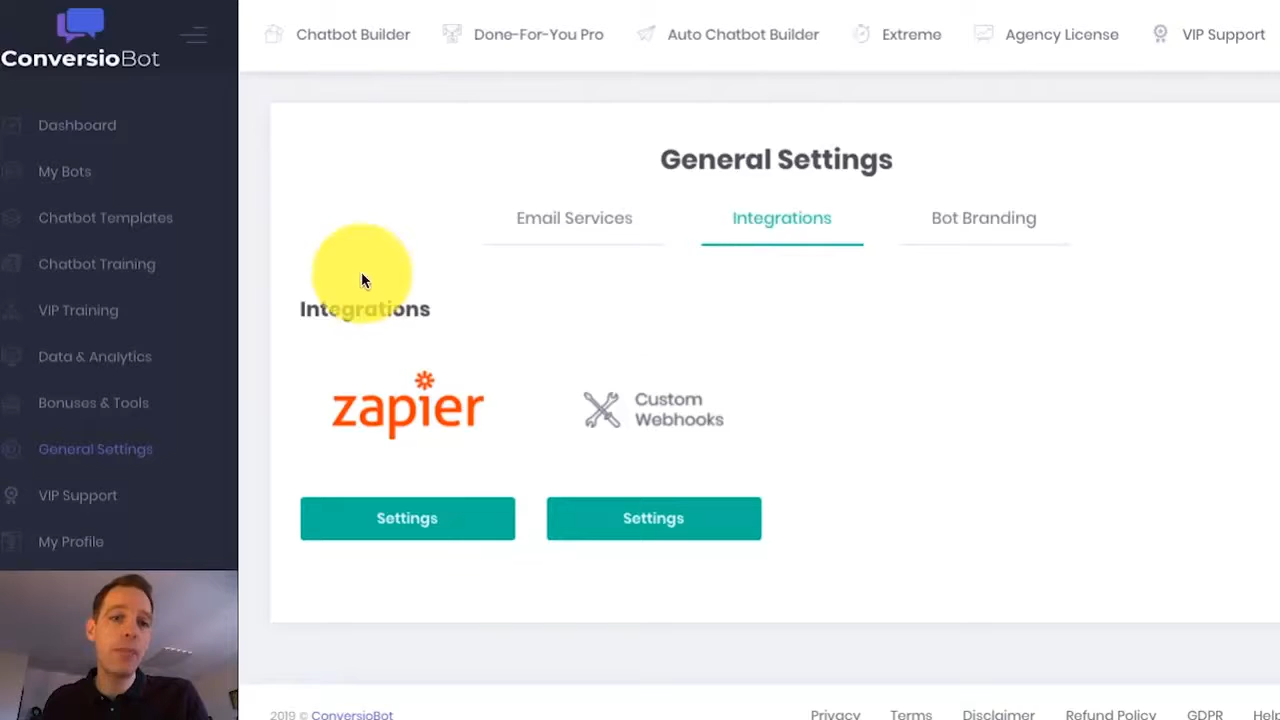 ConversioBot
Chatbot Builder
Done-For-You Pro
Auto Chatbot Builder
Extreme
Agency License
VIP Support
Dashboard
My Bots
Chatbot Templates
Chatbot Training
VIP Training
Data & Analytics
Bonuses & Tools
General Settings
VIP Support
My Profile
General Settings
Email Services
Integrations
Bot Branding
Integrations
zapier
Custom
Webhooks
Settings
Settings
2019 © ConversioBot
Privacy
Terms
Disclaimer
Refund Policy
GDPR
Help